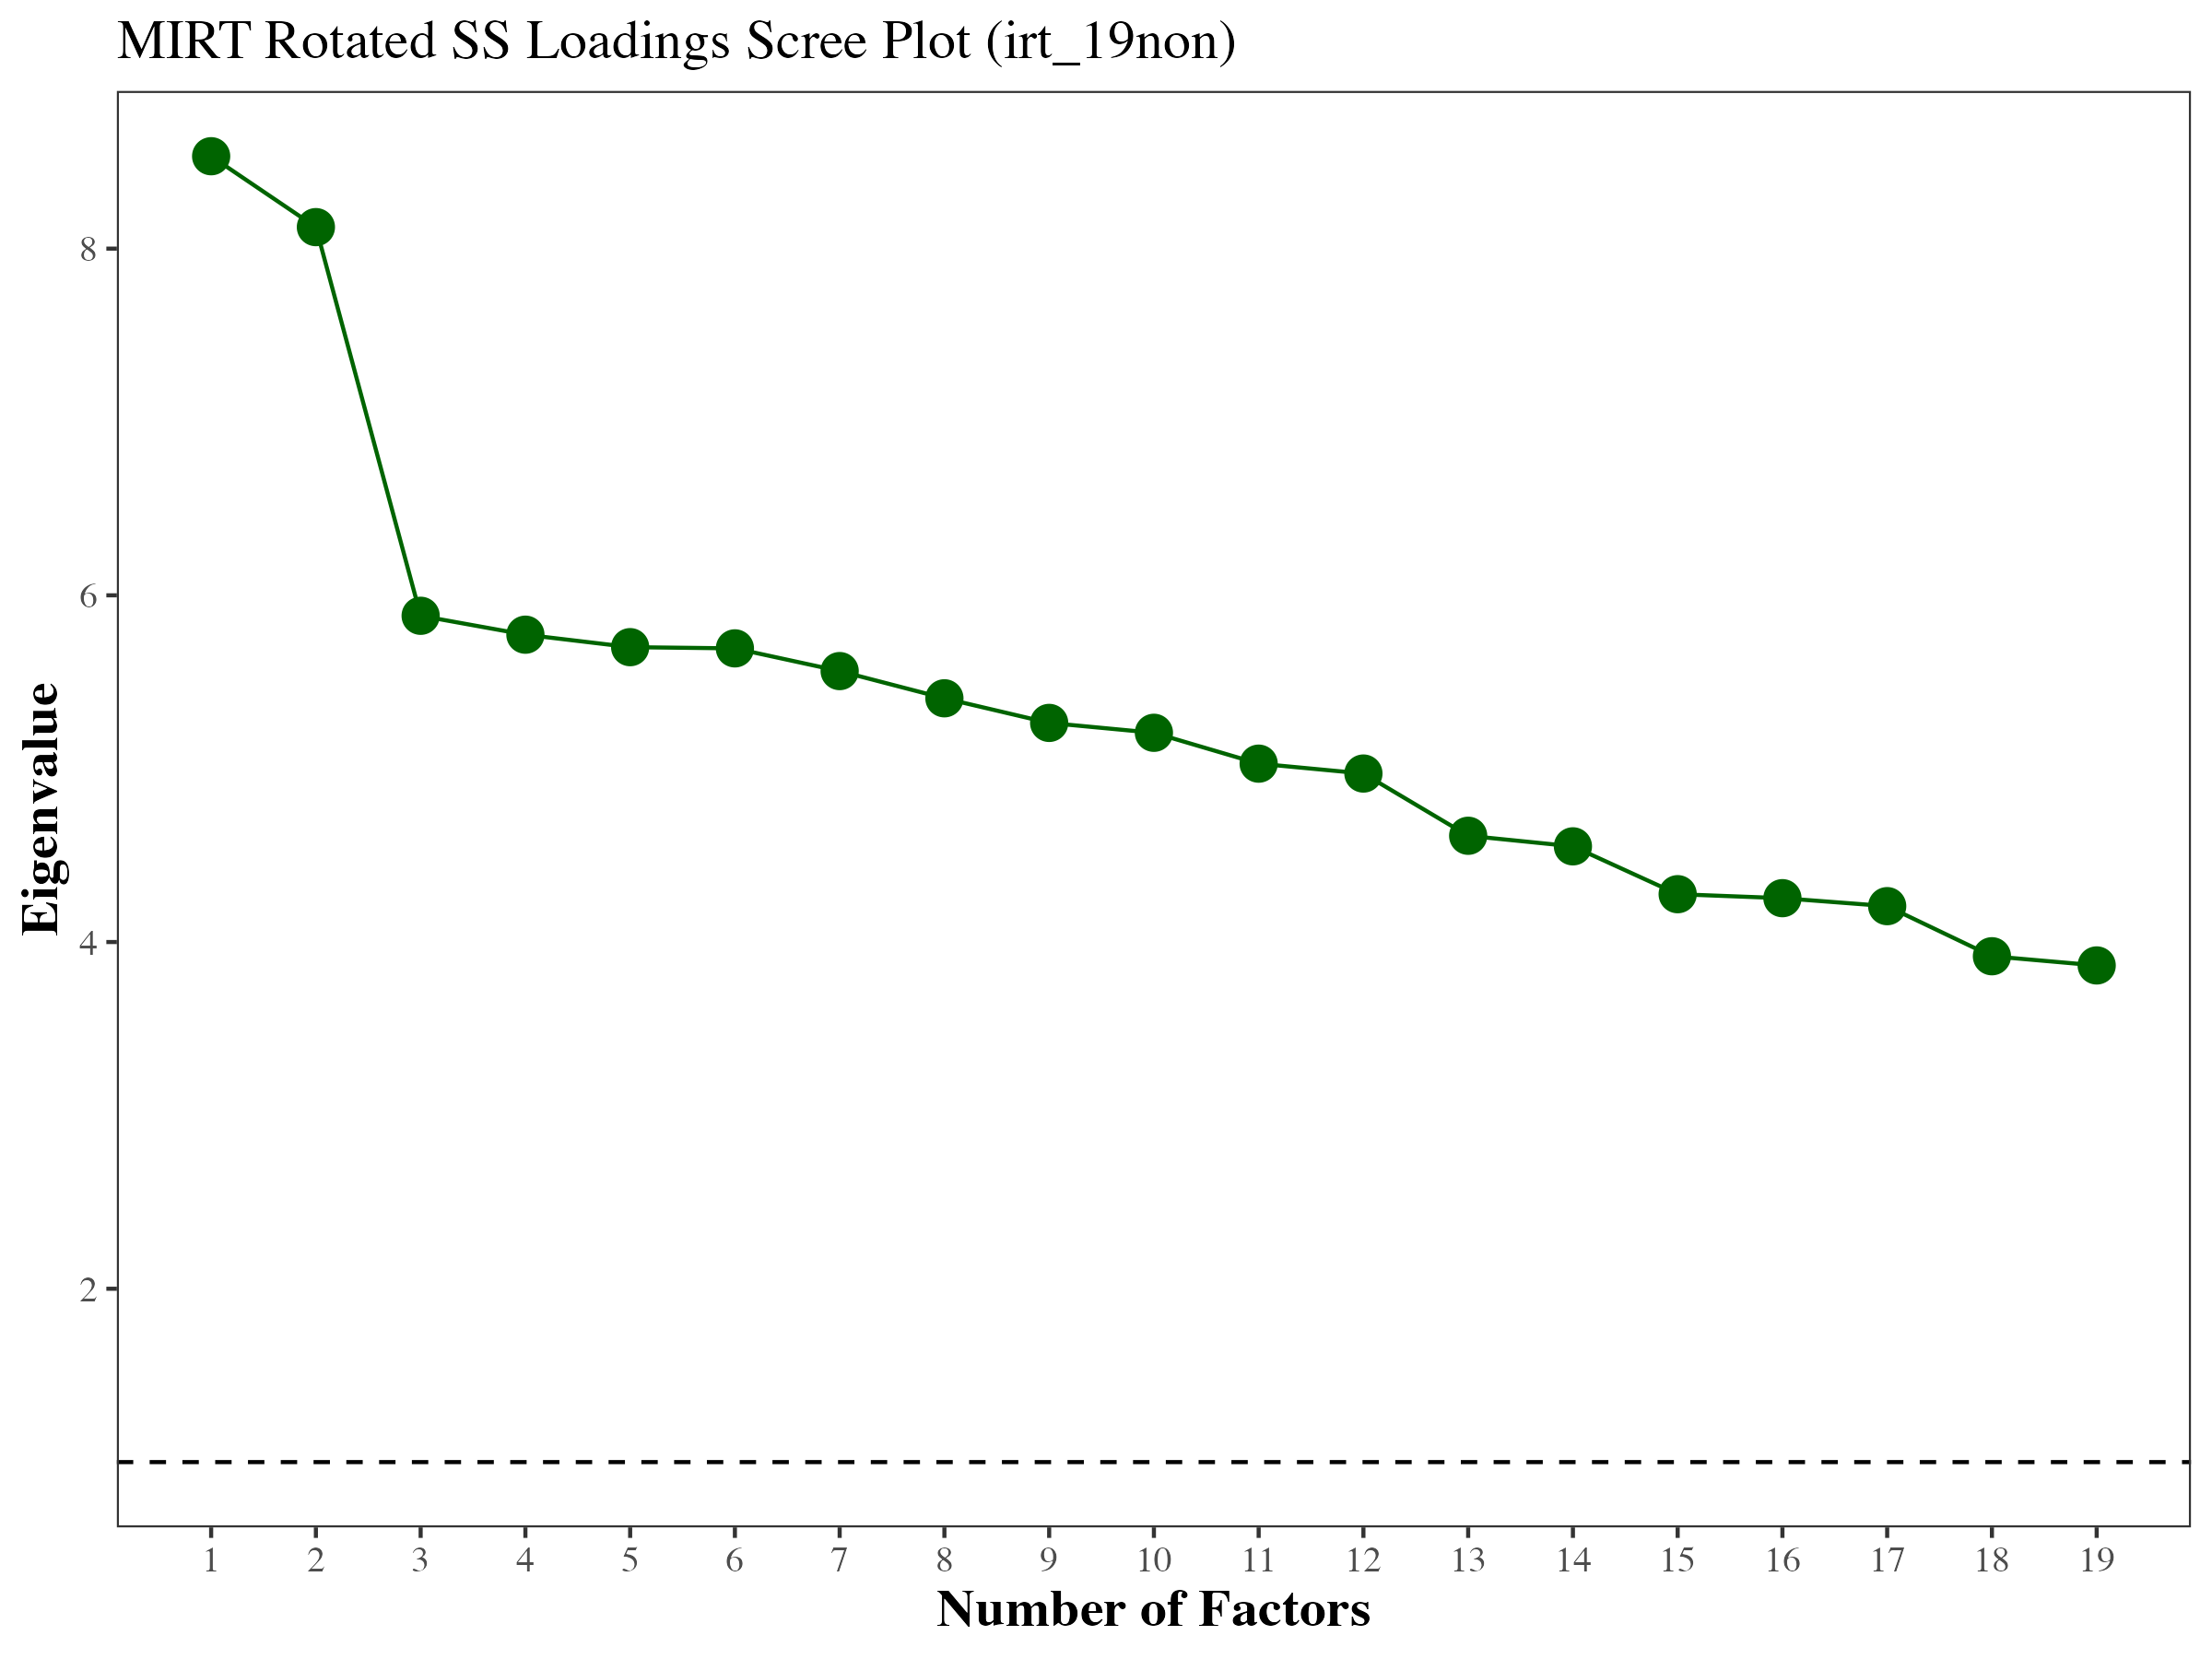 MIRT Rotated SS Loadings Scree Plot (irt_19non)
Eigenvalue
8
6
4
2
1 2 3 4 5 6 7 8 9 10 11 12 13 14 15 16 17 18 19
Number of Factors